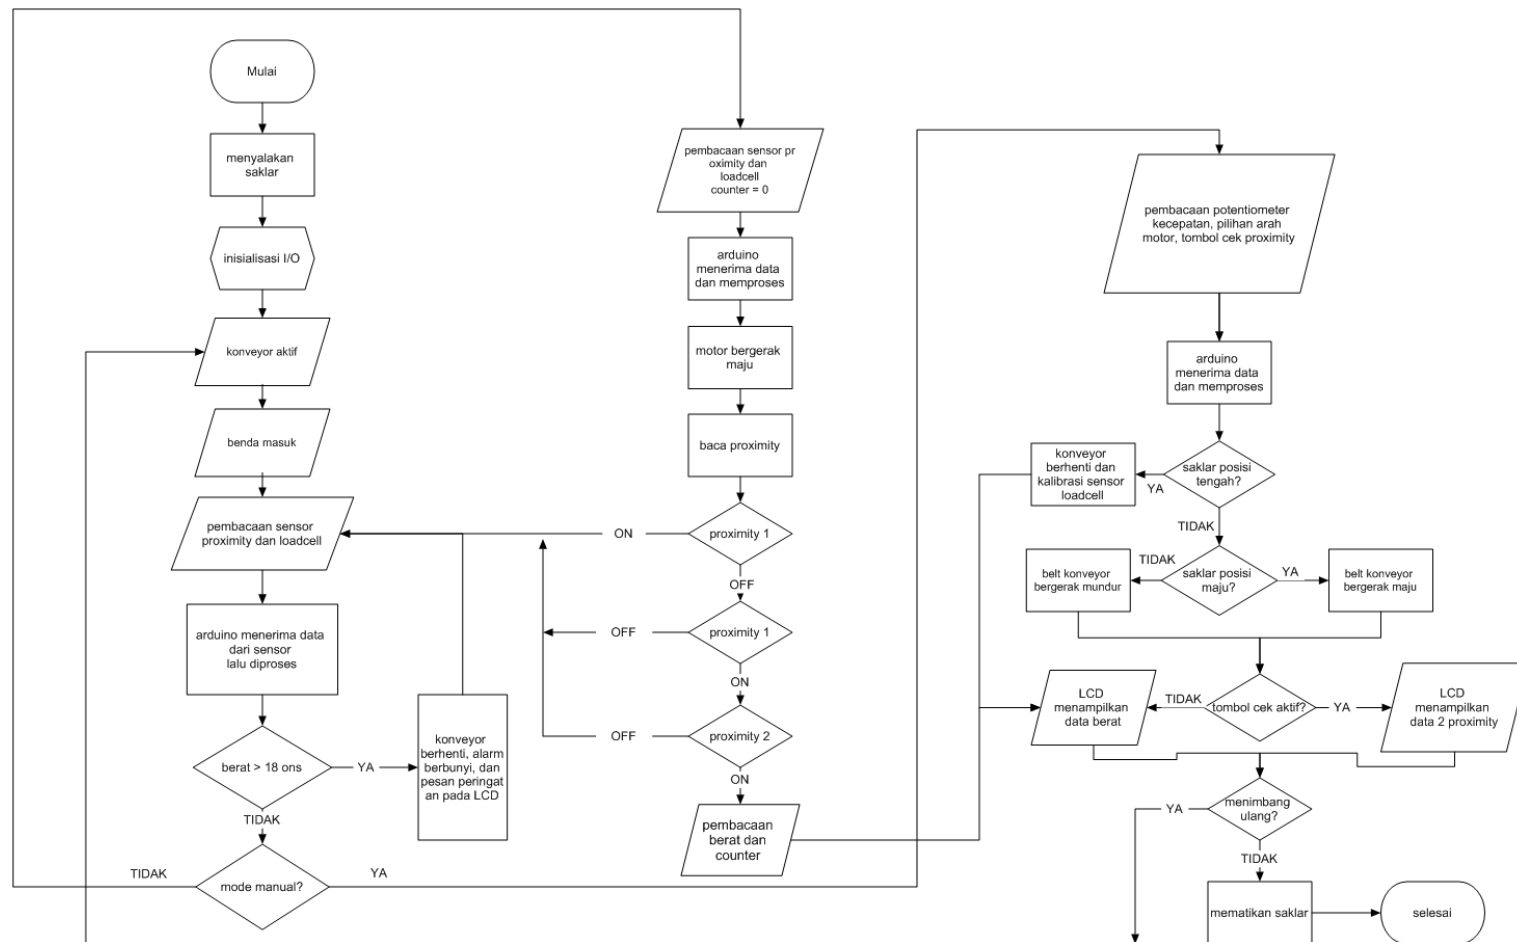 Mulai
menyalakan
saklar
inisialisasi I/O
konveyor aktif
benda masuk
pembacaan sensor
proximity dan loadcell
arduino menerima data
dari sensor
lalu diproses
berat > 18 ons
YA
konveyor
berhenti, alarm
berbunyi, dan
pesan peringat
an pada LCD
TIDAK
mode manual?
TIDAK
YA
pembacaan sensor pr
oximity dan
loadcell
counter = 0
arduino
menerima data
dan memproses
motor bergerak
maju
baca proximity
proximity 1
ON
OFF
proximity 1
OFF
ON
proximity 2
OFF
ON
pembacaan
berat dan
counter
pembacaan potentiometer
kecepatan, pilihan arah
motor, tombol cek proximity
arduino
menerima data
dan memproses
saklar posisi
tengah?
YA
konveyor
berhenti dan
kalibrasi sensor
loadcell
TIDAK
saklar posisi
maju?
TIDAK
belt konveyor
bergerak mundur
YA
belt konveyor
bergerak maju
tombol cek aktif?
TIDAK
LCD
menampilkan
data berat
YA
LCD
menampilkan
data 2 proximity
menimbang
ulang?
YA
TIDAK
mematikan saklar
selesai